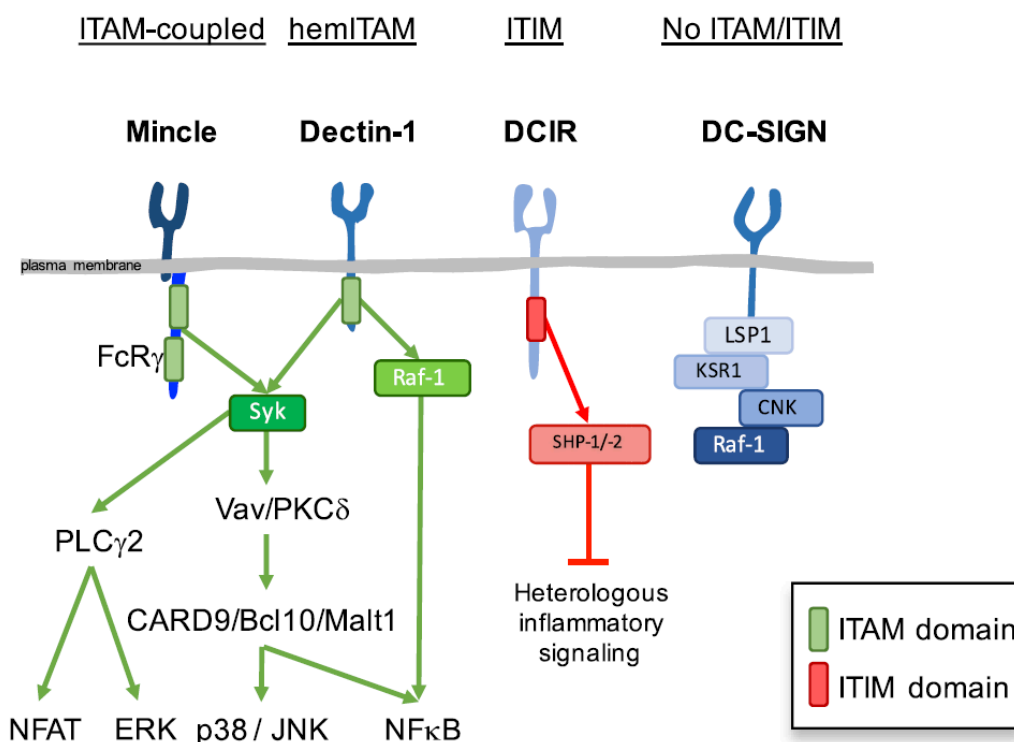 ITAM-coupled hemITAM ITIM No ITAM/ITIM
Mincle Dectin-1 DCIR DC-SIGN
plasma membrane
LSP1
FcRγ
KSR1
Raf-1
CNK
Syk
SHP-1/-2
Raf-1
Vav/PKCδ
PLCγ2
Heterologous
inflammatory
signaling
CARD9/Bcl10/Malt1
ITAM domain
ITIM domain
NFAT ERK p38 / JNK NFκB